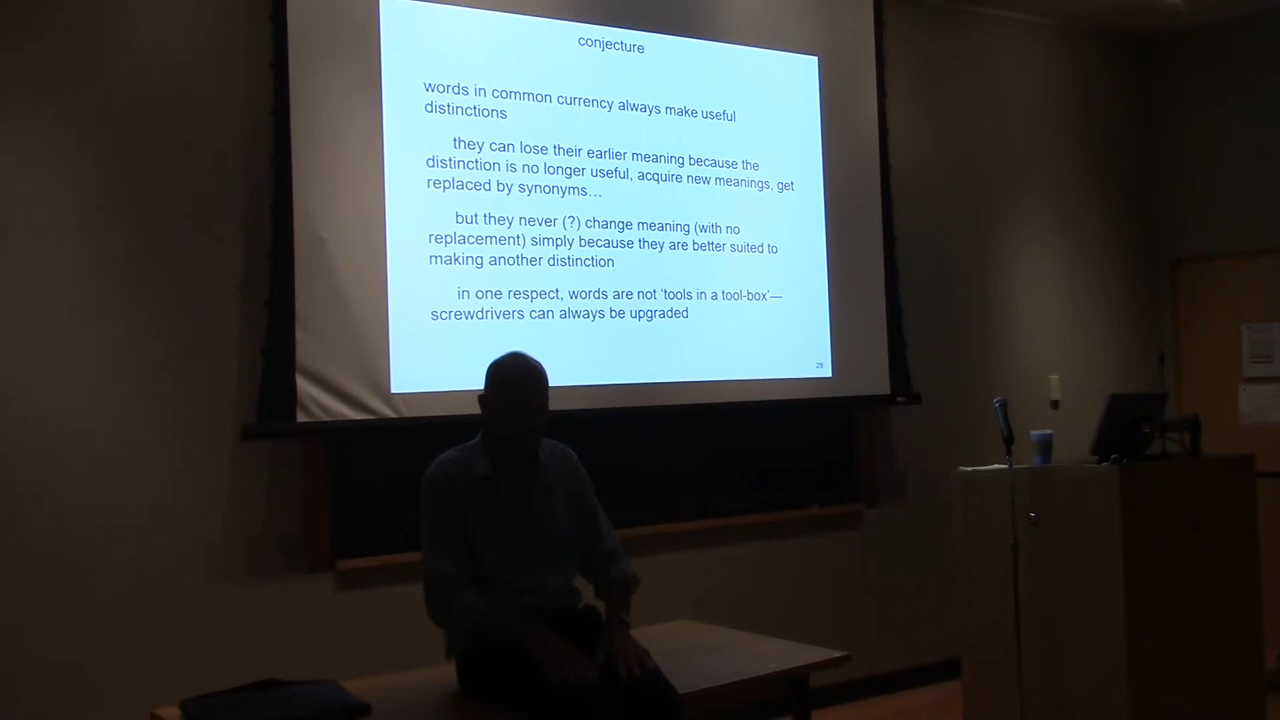 conjecture
words in common currency always make useful
distinctions
they can lose their earlier meaning because the
distinction is no longer useful, acquire new meanings, get
replaced by synonyms…
but they never (?) change meaning (with no
replacement) simply because they are better suited to
making another distinction
in one respect, words are not ‘tools in a tool-box’—
screwdrivers can always be upgraded
29